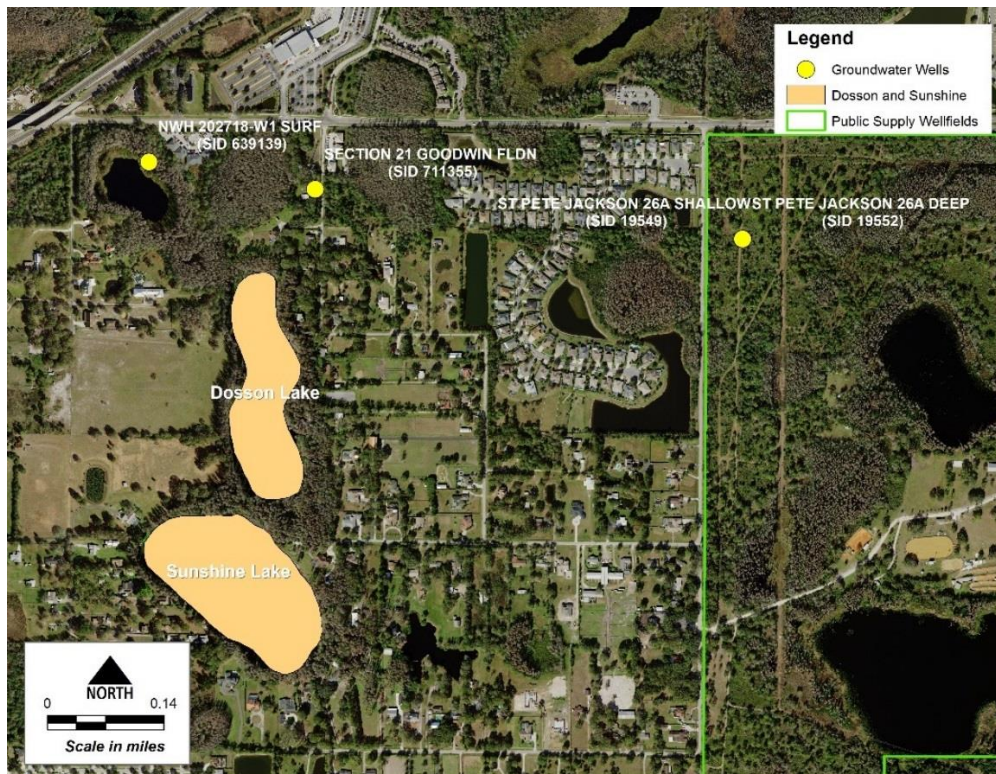 Legend
Groundwater Wells
Dosson and Sunshine
Public Supply Wellfields
NWH 202718-W1 SURF
(SID 639139)
SECTION 21 GOODWIN FLDN
(SID 711355)
ST PETE JACKSON 26A SHALLOWST PETE JACKSON 26A DEEP
(SID 19549) (SID 19552)
Dosson Lake
Sunshine Lake
NORTH
0 0.14
Scale in miles